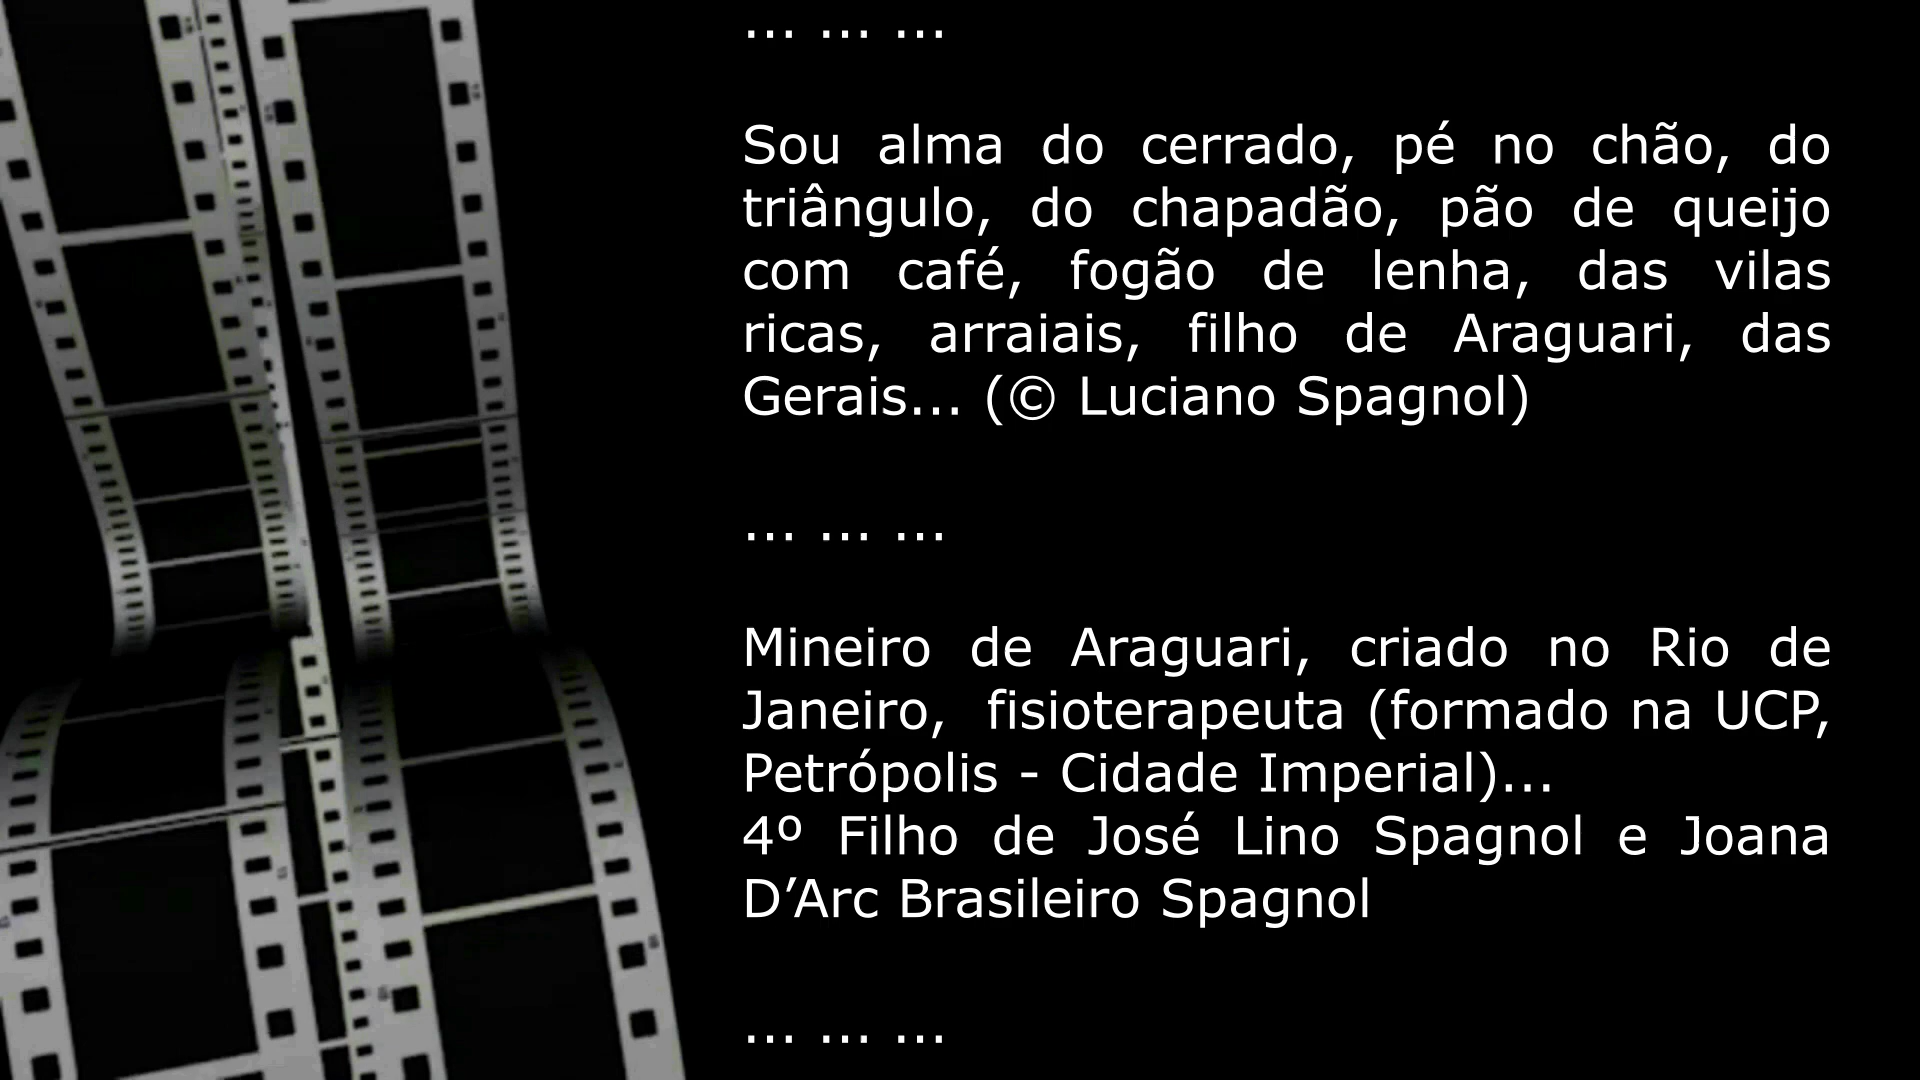 ... ... ...
Sou alma do cerrado, pé no chão, do
triângulo, do chapadão, pão de queijo
com café, fogão de lenha, das vilas
ricas, arraiais, filho de Araguari, das
Gerais... (© Luciano Spagnol)
... ... ...
Mineiro de Araguari, criado no Rio de
Janeiro,  fisioterapeuta (formado na UCP,
Petrópolis - Cidade Imperial)...
4º Filho de José Lino Spagnol e Joana
D’Arc Brasileiro Spagnol
... ... ...